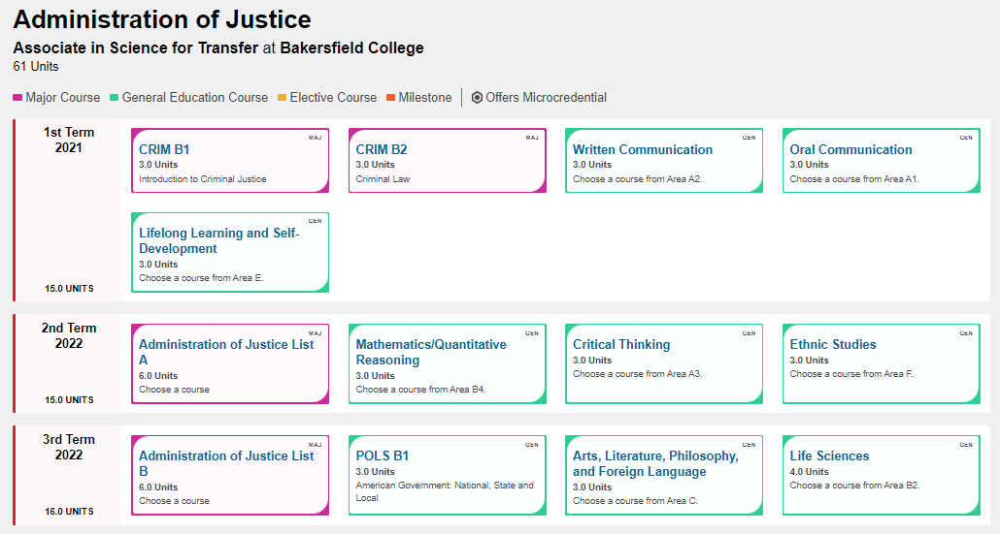 Administration of Justice
Associate in Science for Transfer at Bakersfield College
61 Units
Major Course General Education Course Elective Course Milestone Offers Microcredential
1st Term
2021
15.0 UNITS
MAJ
CRIM B1
3.0 Units
Introduction to Criminal Justice
MAJ
CRIM B2
3.0 Units
Criminal Law
GEN
Written Communication
3.0 Units
Choose a course from Area A2.
GEN
Oral Communication
3.0 Units
Choose a course from Area A1.
GEN
Lifelong Learning and Self-
Development
3.0 Units
Choose a course from Area E.
2nd Term
2022
15.0 UNITS
MAJ
Administration of Justice List
A
6.0 Units
Choose a course
GEN
Mathematics/Quantitative
Reasoning
3.0 Units
Choose a course from Area B4.
GEN
Critical Thinking
3.0 Units
Choose a course from Area A3.
GEN
Ethnic Studies
3.0 Units
Choose a course from Area F.
3rd Term
2022
16.0 UNITS
MAJ
Administration of Justice List
B
6.0 Units
Choose a course
GEN
POLS B1
3.0 Units
American Government: National, State and
Local
GEN
Arts, Literature, Philosophy,
and Foreign Language
3.0 Units
Choose a course from Area C.
GEN
Life Sciences
4.0 Units
Choose a course from Area B2.